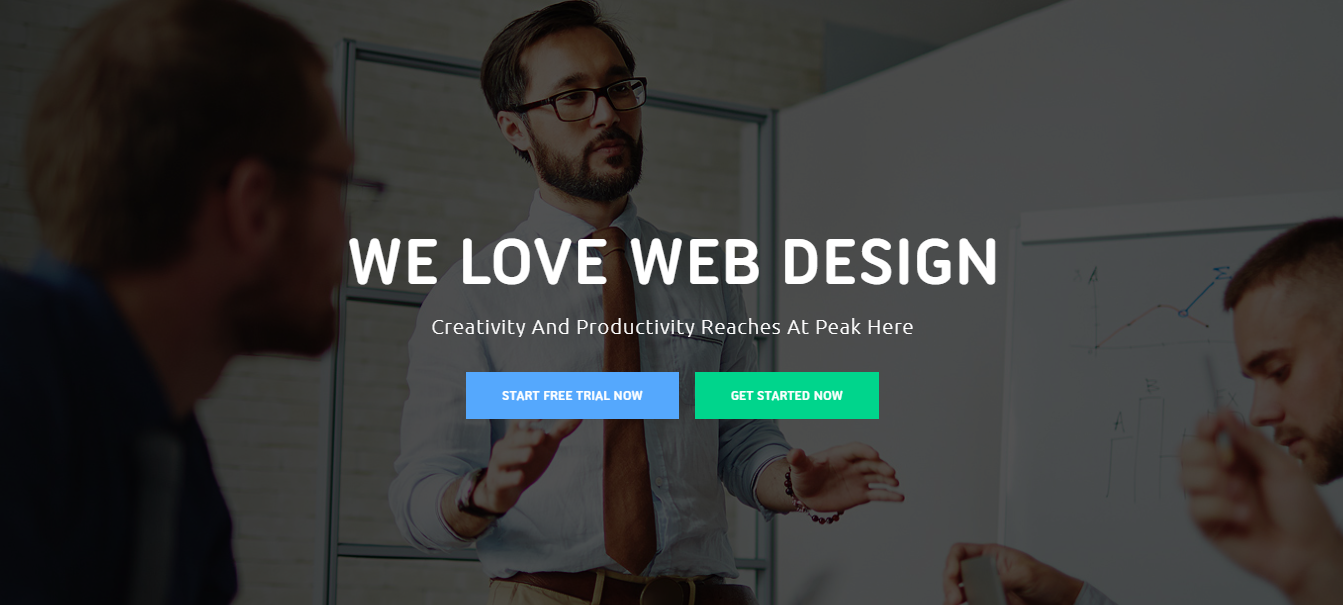 WE LOVE WEB DESIGN
Creativity And Productivity Reaches At Peak Here
START FREE TRIAL NOW
GET STARTED NOW
A
Σ
B
A
X